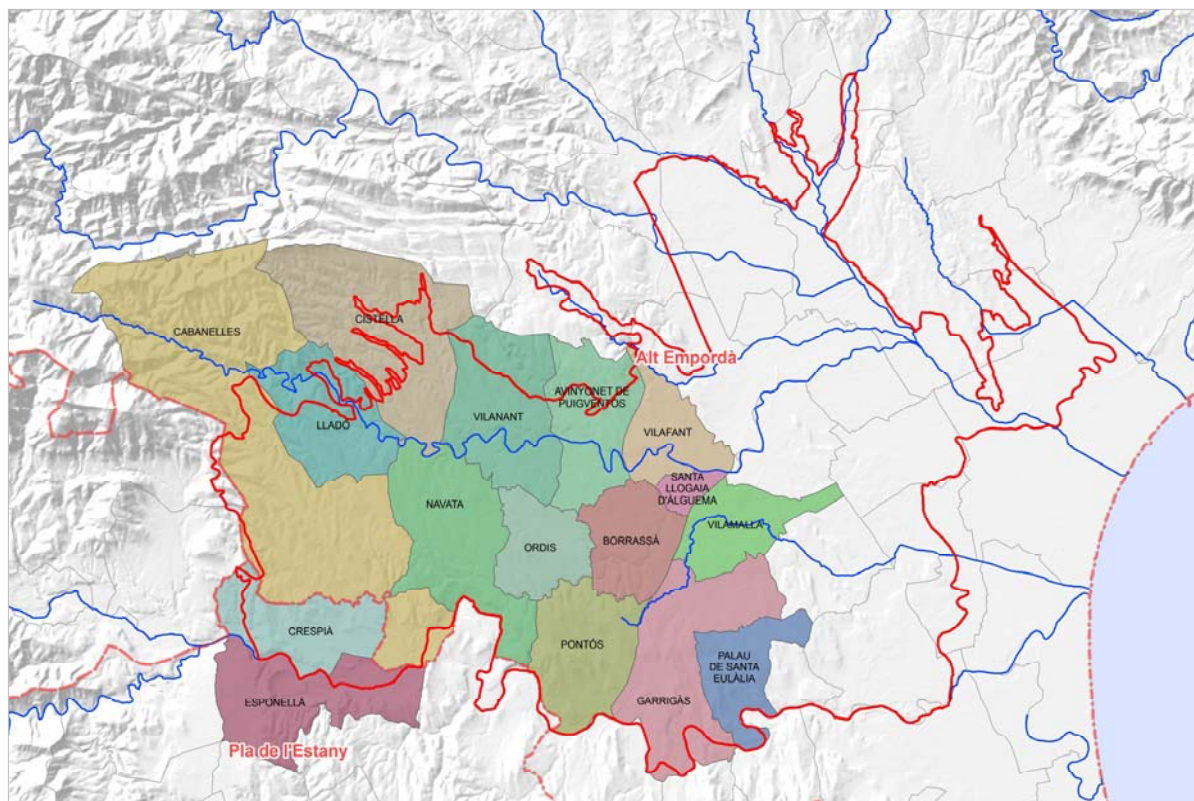 CABANELLES
CISTELLA
Alt Empordà
AVINYONET DE
PUIGVENTÓS
LLADÓ
VILANANT
VILAFANT
SANTA
LLOGAIA
D'ÀLGUEMA
NAVATA
VILAMALLA
ORDIS
BORRASSÀ
CRESPIÀ
PONTÓS
PALAU
DE SANTA
EULÀLIA
ESPONELLÀ
GARRIGÀS
Pla de l'Estany